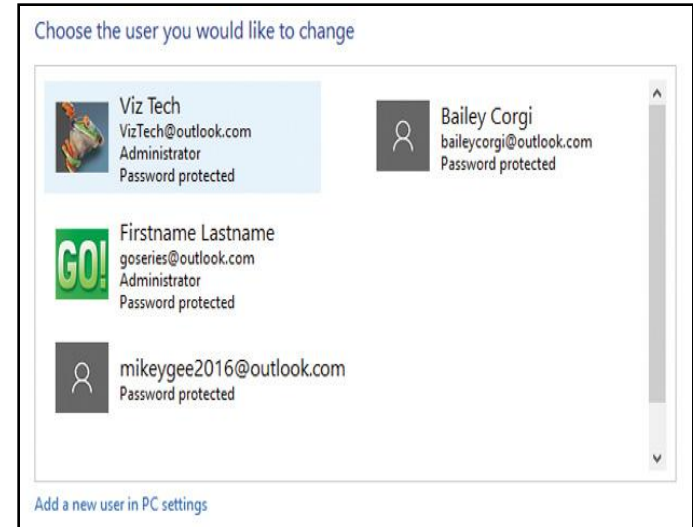 Choose the user you would like to change
Viz Tech
VizTech@outlook.com
Administrator
Password protected
Bailey Corgi
baileycorgi@outlook.com
Password protected
GO!
Firstname Lastname
goseries@outlook.com
Administrator
Password protected
mikeygee2016@outlook.com
Password protected
Add a new user in PC settings